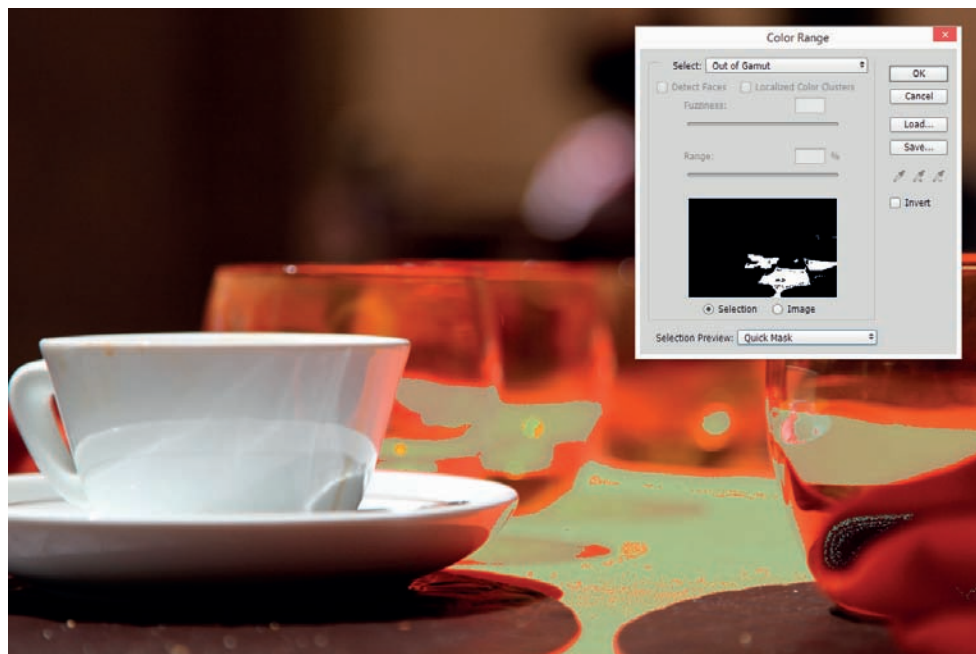 Color Range
Select: Out of Gamut
OK
Detect Faces
Localized Color Clusters
Cancel
Fuzziness:
Load...
Range:
%
Save...
Invert
Selection
Image
Selection Preview: Quick Mask